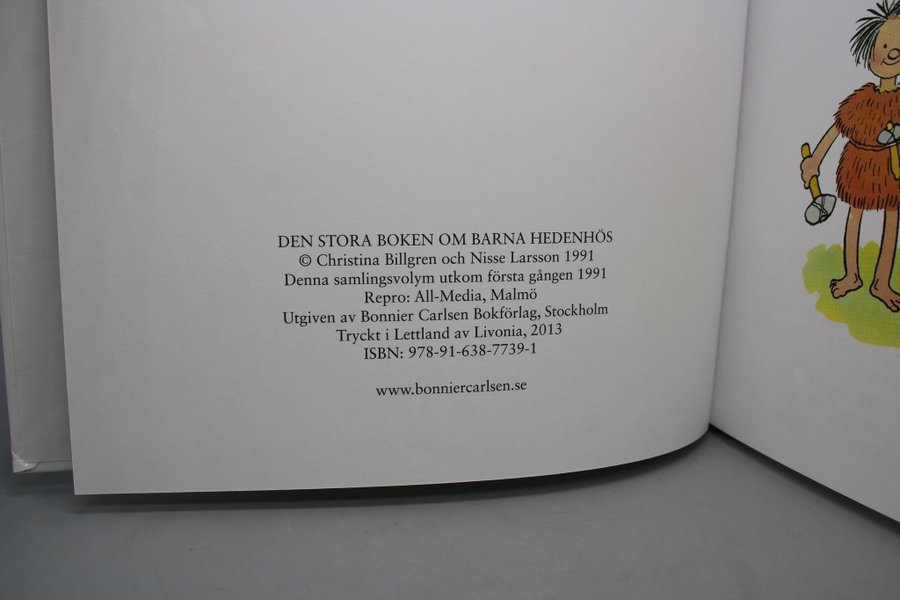 DEN STORA BOKEN OM BARNA HEDENHÖS
© Christina Billgren och Nisse Larsson 1991
Denna samlingsvolym utkom första gången 1991
Repro: All-Media, Malmö
Utgiven av Bonnier Carlsen Bokförlag, Stockholm
Tryckt i Lettland av Livonia, 2013
ISBN: 978-91-638-7739-1
www.bonniercarlsen.se